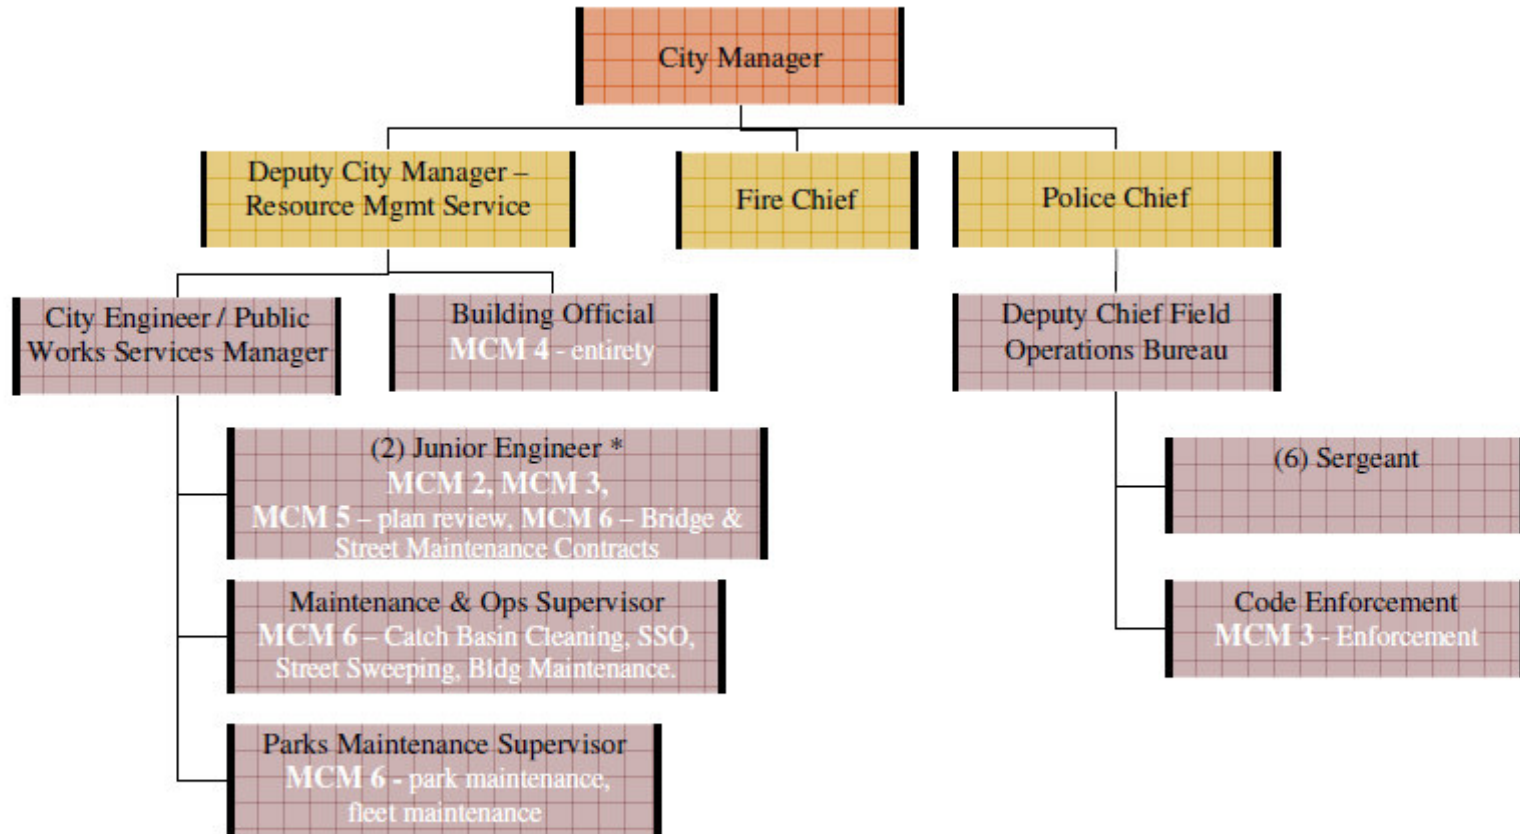 City Manager
Deputy City Manager –
Resource Mgmt Service
Fire Chief
Police Chief
City Engineer / Public
Works Services Manager
Building Official
MCM 4 - entirety
Deputy Chief Field
Operations Bureau
(2) Junior Engineer *
MCM 2, MCM 3,
MCM 5 – plan review, MCM 6 – Bridge &
Street Maintenance Contracts
(6) Sergeant
Maintenance & Ops Supervisor
MCM 6 – Catch Basin Cleaning, SSO,
Street Sweeping, Bldg Maintenance.
Code Enforcement
MCM 3 - Enforcement
Parks Maintenance Supervisor
MCM 6 - park maintenance,
fleet maintenance